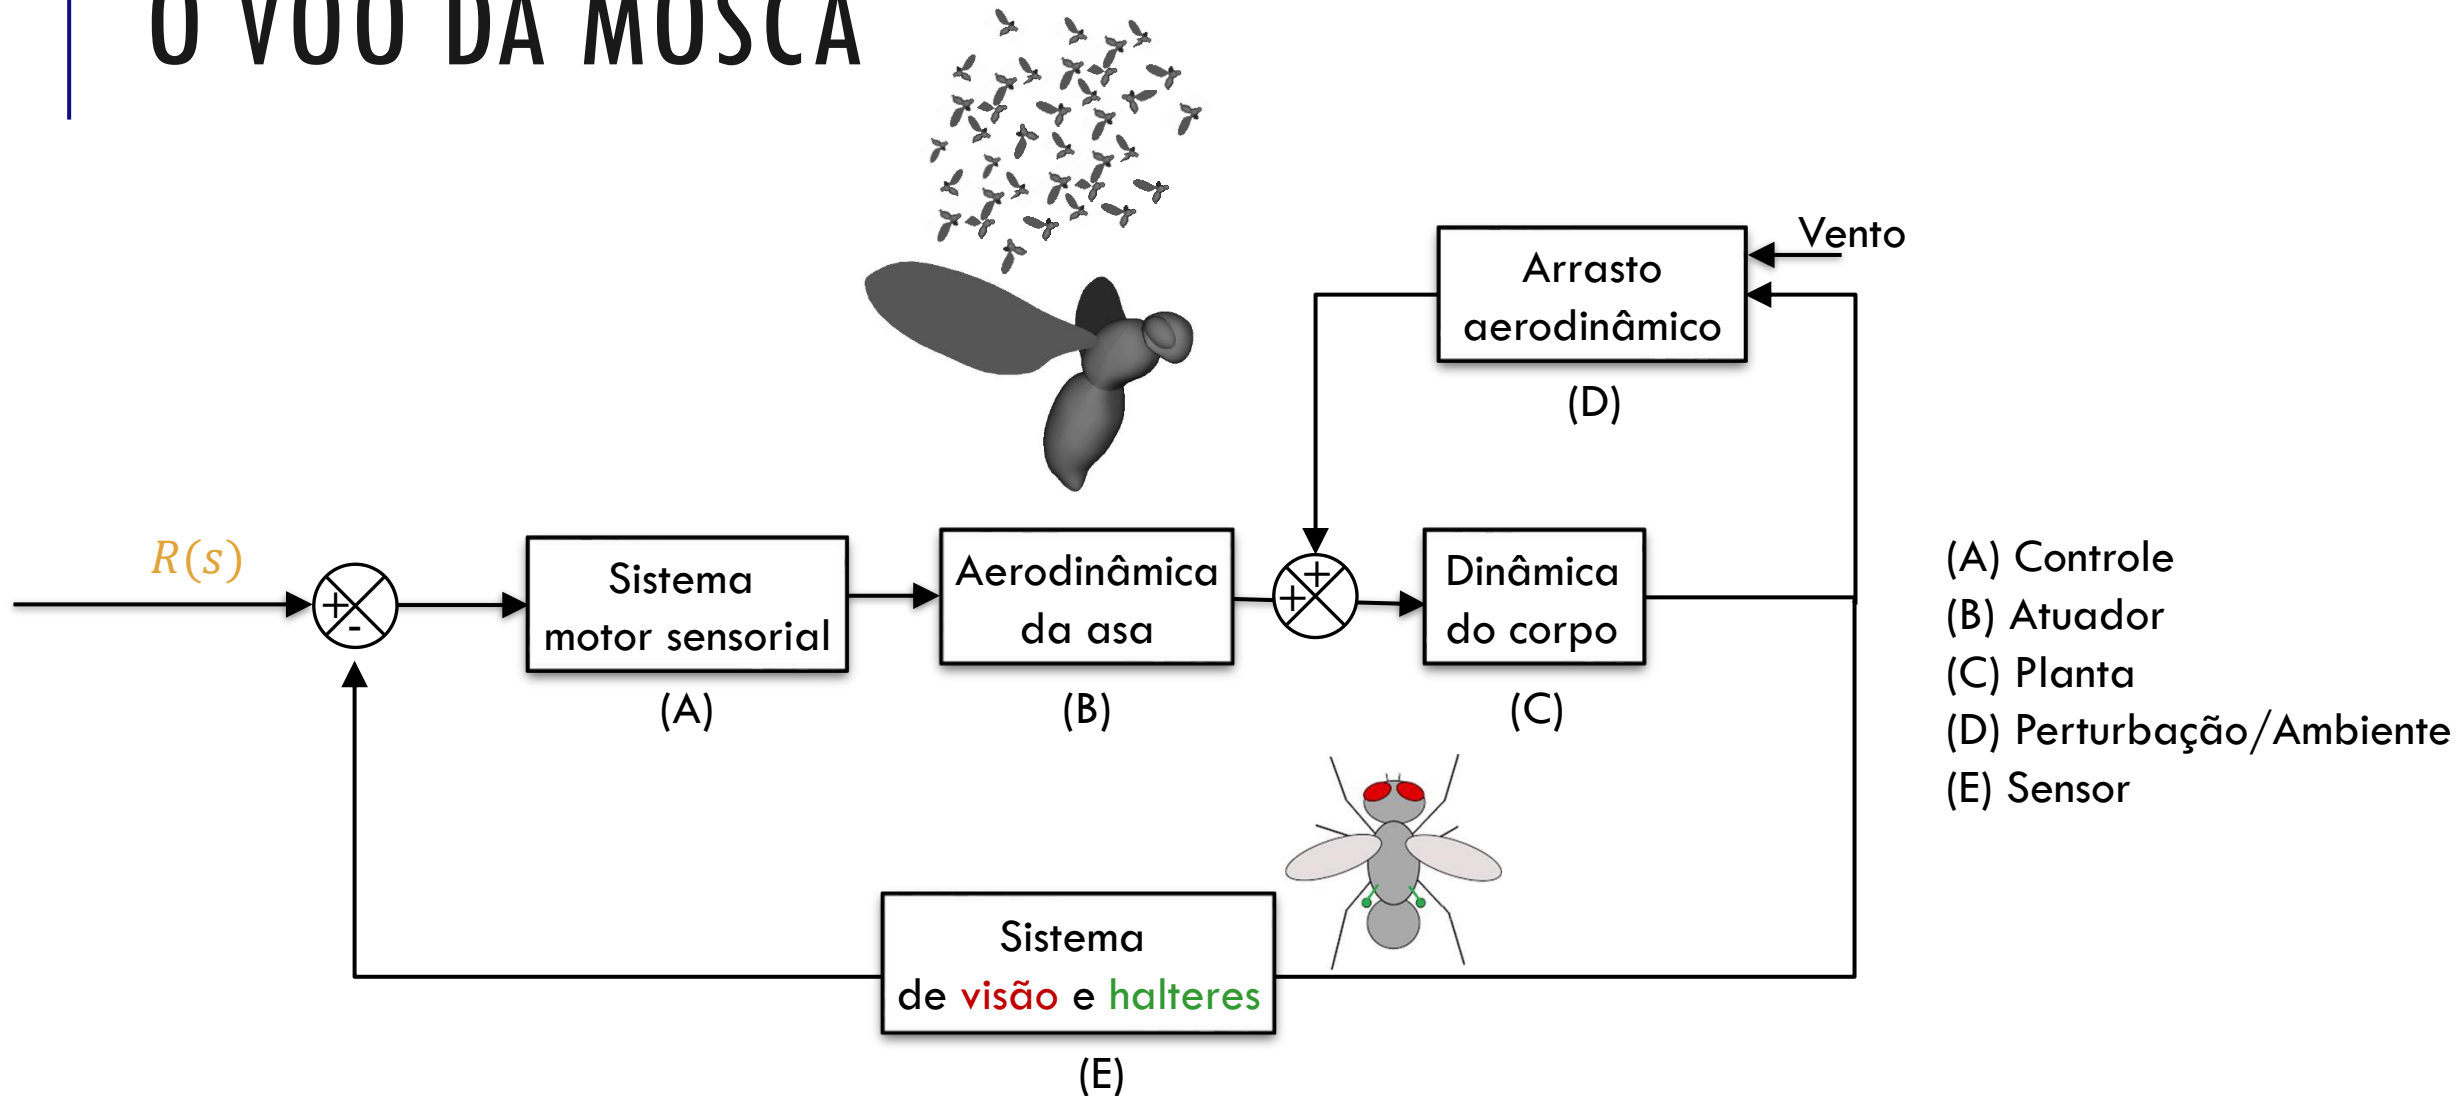 O VOO DA MOSCA
Vento
Arrasto
aerodinâmico
(D)
R(s)
+
-
Sistema
motor sensorial
(A)
Aerodinâmica
da asa
(B)
+
+
Dinâmica
do corpo
(C)
(A) Controle
(B) Atuador
(C) Planta
(D) Perturbação/Ambiente
(E) Sensor
Sistema
de visão e halteres
(E)